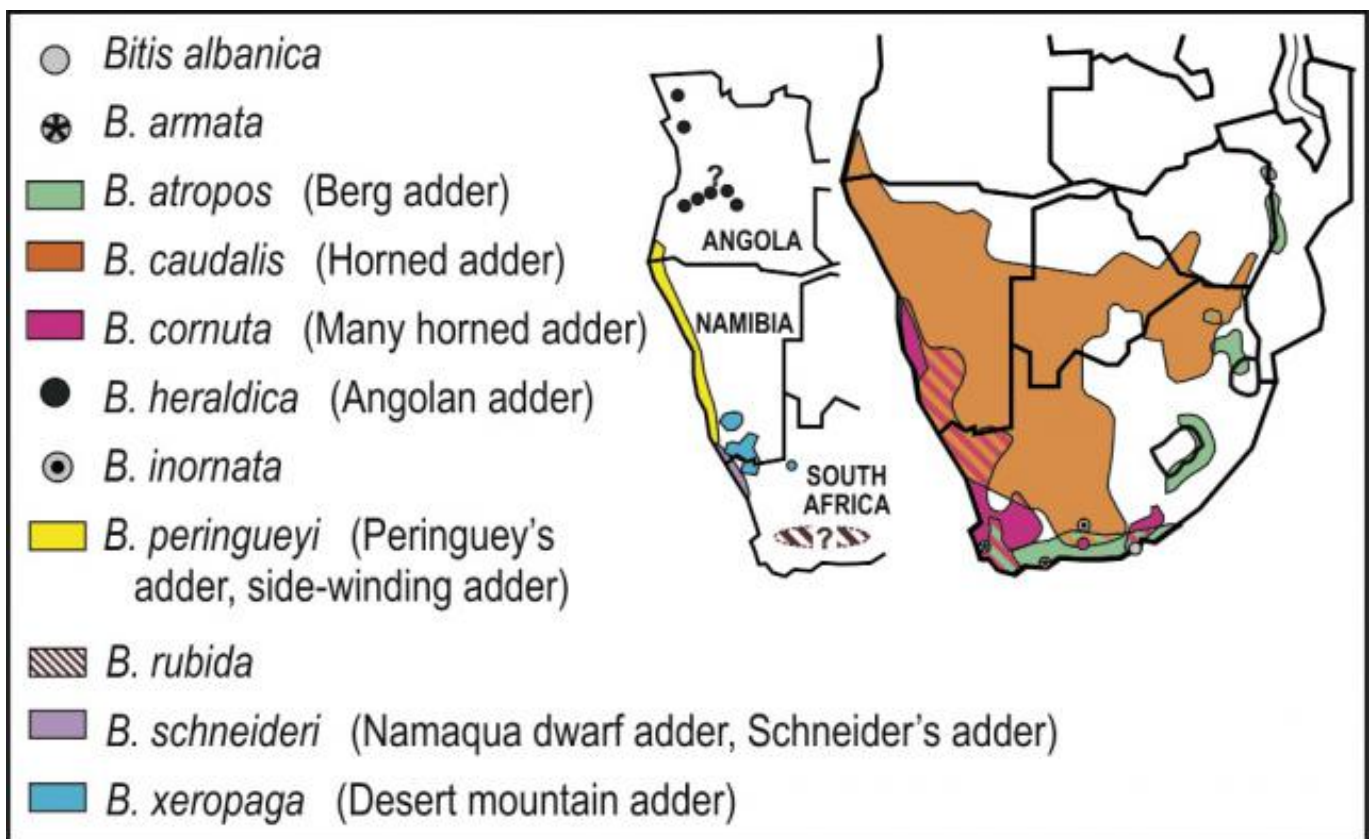 Bitis albanica
B. armata
B. atropos (Berg adder)
B. caudalis (Horned adder)
B. cornuta (Many horned adder)
B. heraldica (Angolan adder)
B. inornata
B. peringueyi (Peringuey's
adder, side-winding adder)
B. rubida
B. schneideri (Namaqua dwarf adder, Schneider's adder)
B. xeropaga (Desert mountain adder)
?
ANGOLA
NAMIBIA
SOUTH
AFRICA
?